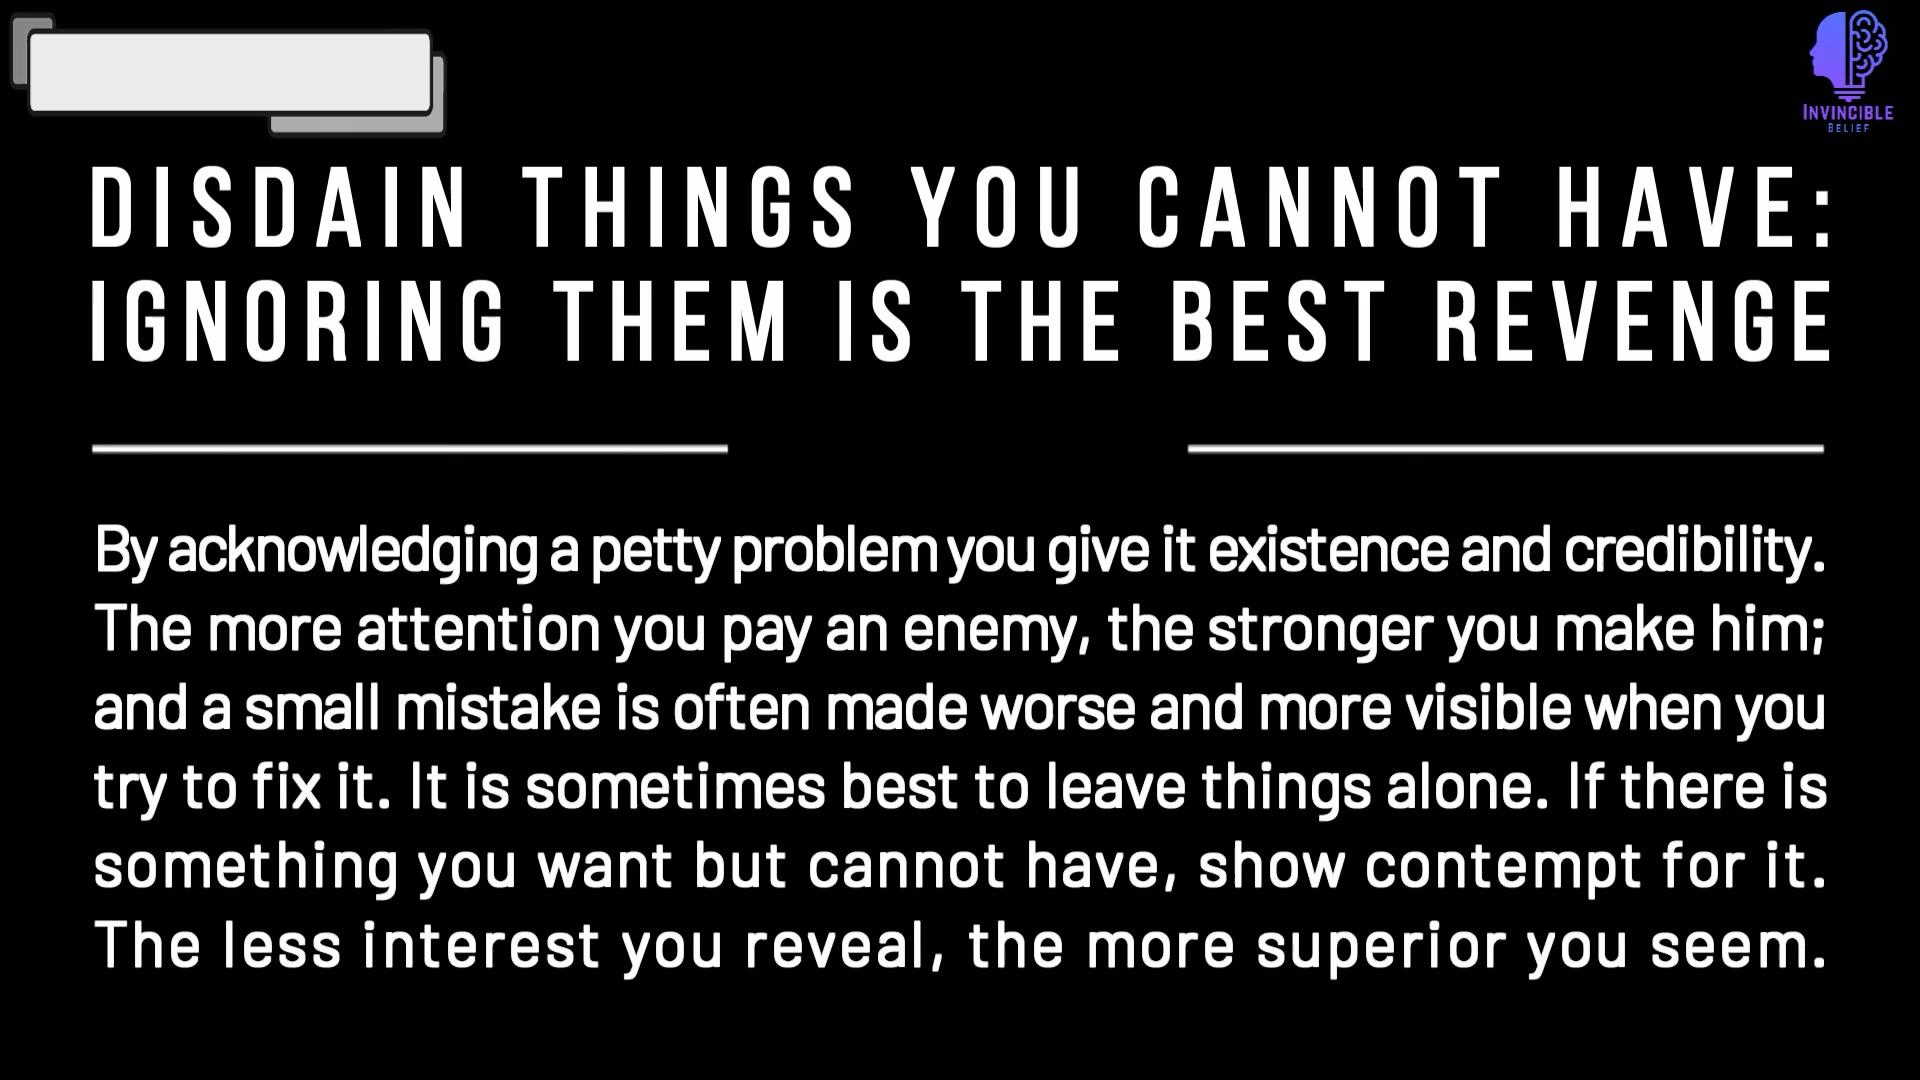 INVINCIBLE
BELIEF
DISDAIN THINGS YOU CANNOT HAVE:
IGNORING THEM IS THE BEST REVENGE
By acknowledging a petty problem you give it existence and credibility.
The more attention you pay an enemy, the stronger you make him;
and a small mistake is often made worse and more visible when you
try to fix it. It is sometimes best to leave things alone. If there is
something you want but cannot have, show contempt for it.
The less interest you reveal, the more superior you seem.